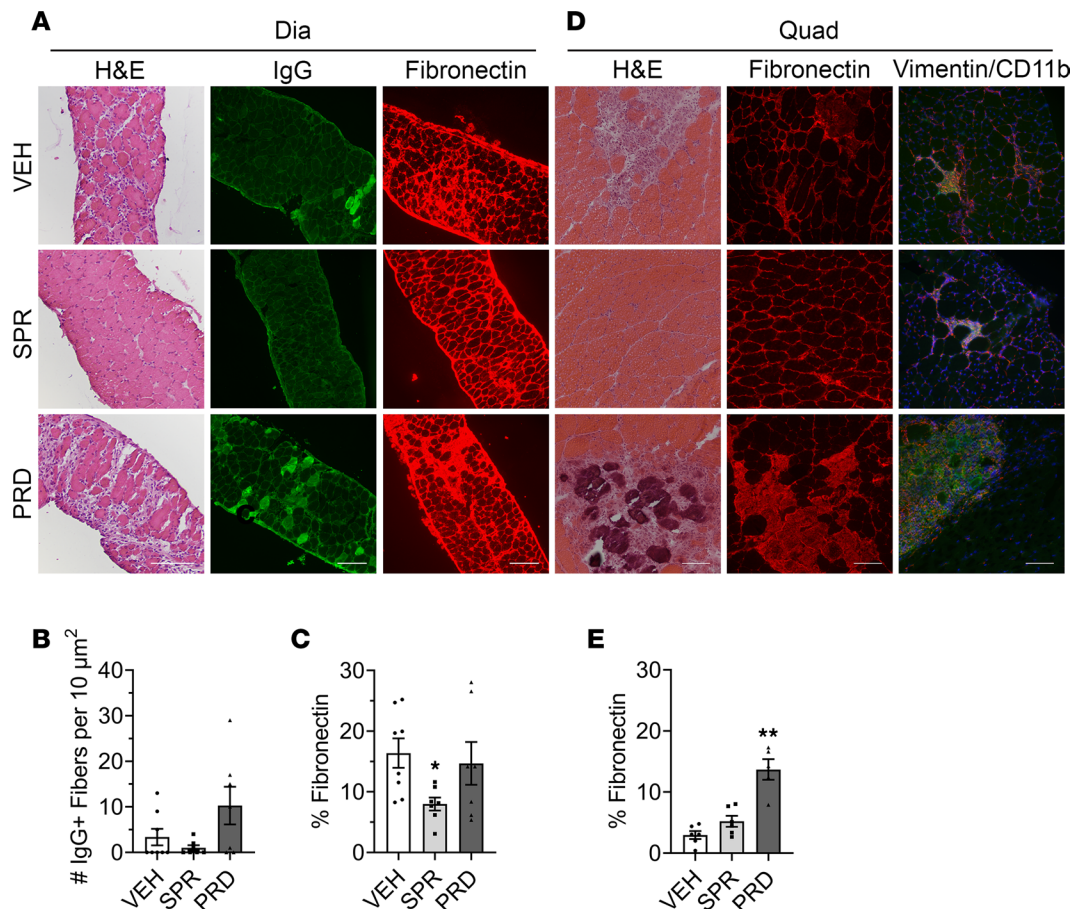 A
Dia
H&E
IgG
Fibronectin
D
Quad
H&E
Fibronectin
Vimentin/CD11b
VEH
SPR
PRD
B
# IgG+ Fibers per 10 µm²
40
30
20
10
0
VEH
SPR
PRD
C
% Fibronectin
30
20
10
0
*
VEH
SPR
PRD
E
% Fibronectin
30
20
10
0
**
VEH
SPR
PRD